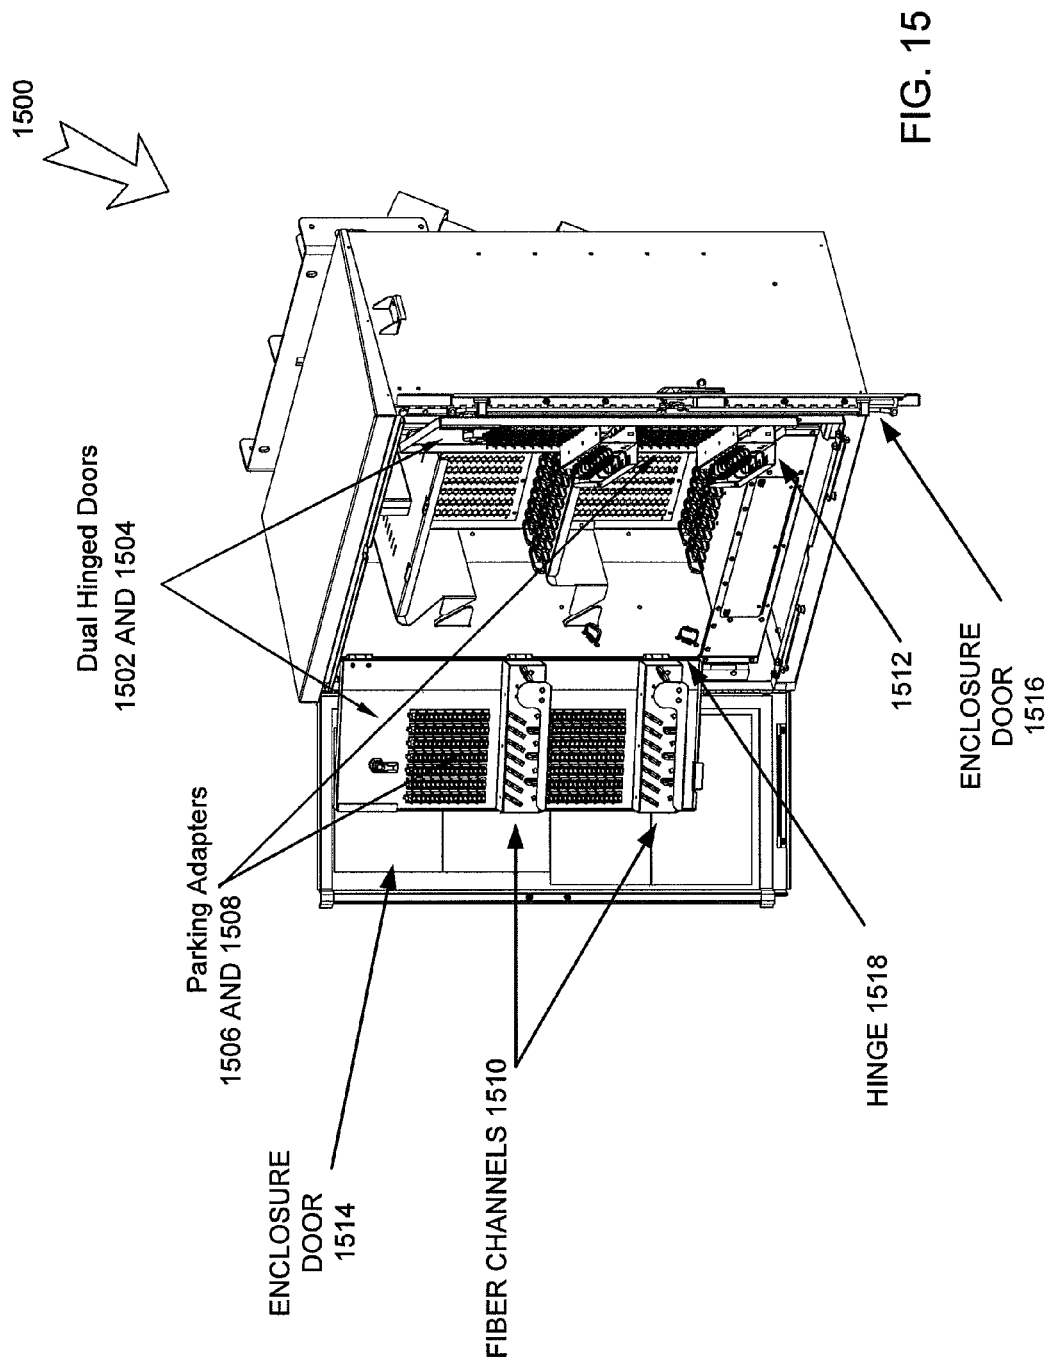 1500
Dual Hinged Doors
1502 AND 1504
Parking Adapters
1506 AND 1508
ENCLOSURE
DOOR
1514
FIBER CHANNELS 1510
HINGE 1518
1512
ENCLOSURE
DOOR
1516
FIG. 15